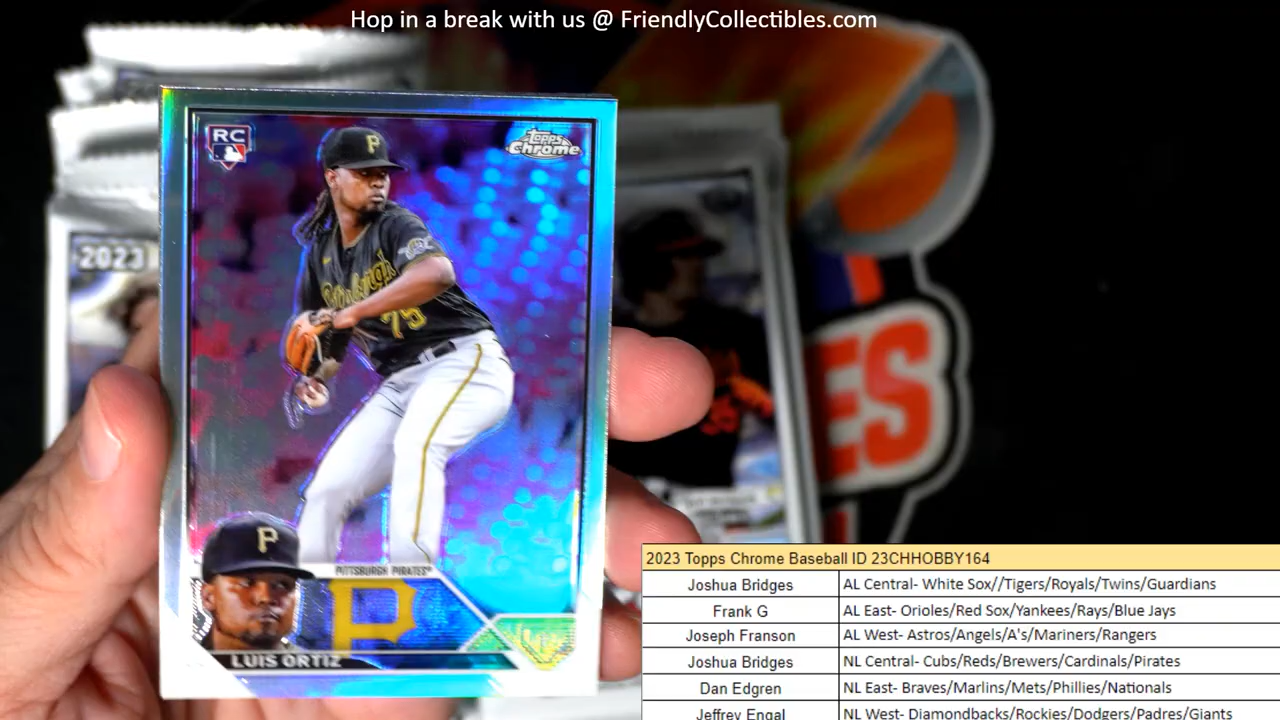 Hop in a break with us @ FriendlyCollectibles.com
RC
Topps
Chrome
2023
Pittsburgh
75
P
P
ES
35
PITTSBURGH PIRATES
P
LUIS ORTIZ
2023 Topps Chrome Baseball ID 23CHHOBBY164
Joshua Bridges AL Central- White Sox//Tigers/Royals/Twins/Guardians
Frank G AL East- Orioles/Red Sox/Yankees/Rays/Blue Jays
Joseph Franson AL West- Astros/Angels/A's/Mariners/Rangers
Joshua Bridges NL Central- Cubs/Reds/Brewers/Cardinals/Pirates
Dan Edgren NL East- Braves/Marlins/Mets/Phillies/Nationals
Jeffrey Engal NL West- Diamondbacks/Rockies/Dodgers/Padres/Giants